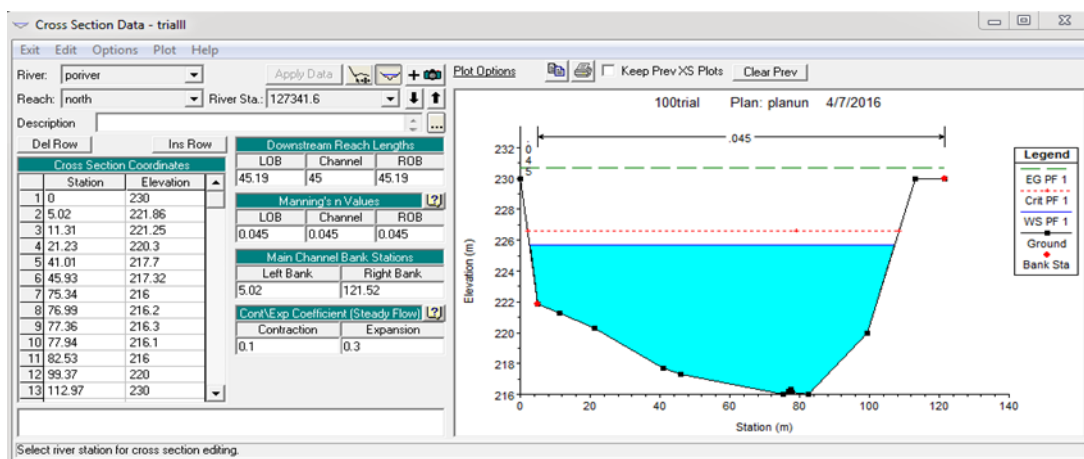 Cross Section Data - trialll
Exit Edit Options Plot Help
River: poriver Apply Data
Reach: north River Sta.: 127341.6
Description ...
Del Row Ins Row
Cross Section Coordinates
Station Elevation
1 0 230
2 5.02 221.86
3 11.31 221.25
4 21.23 220.3
5 41.01 217.7
6 45.93 217.32
7 75.34 216
8 76.99 216.2
9 77.36 216.3
10 77.94 216.1
11 82.53 216
12 99.37 220
13 112.97 230
Downstream Reach Lengths
LOB Channel ROB
45.19 45 45.19
Manning's n Values
LOB Channel ROB
0.045 0.045 0.045
Main Channel Bank Stations
Left Bank Right Bank
5.02 121.52
Cont\Exp Coefficient (Steady Flow)
Contraction Expansion
0.1 0.3
Select river station for cross section editing.
Plot Options Keep Prev XS Plots Clear Prev
100trial Plan: planun 4/7/2016
.045
.045
232
230
228
226
224
222
220
218
216
Elevation (m)
0 20 40 60 80 100 120 140
Station (m)
Legend
EG PF 1
Crit PF 1
WS PF 1
Ground
Bank Sta